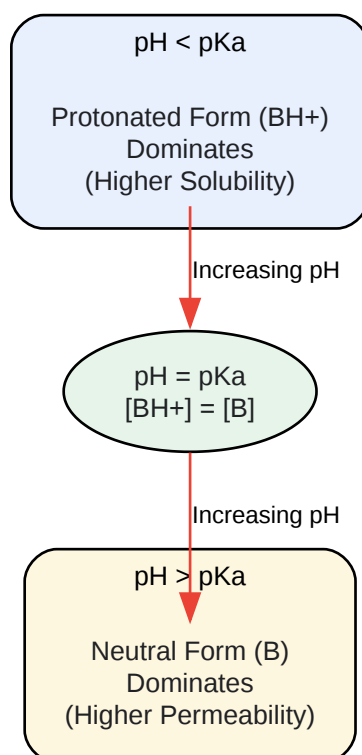 pH < pKa
Protonated Form (BH+)
Dominates
(Higher Solubility)
Increasing pH
pH = pKa
[BH+] = [B]
Increasing pH
pH > pKa
Neutral Form (B)
Dominates
(Higher Permeability)